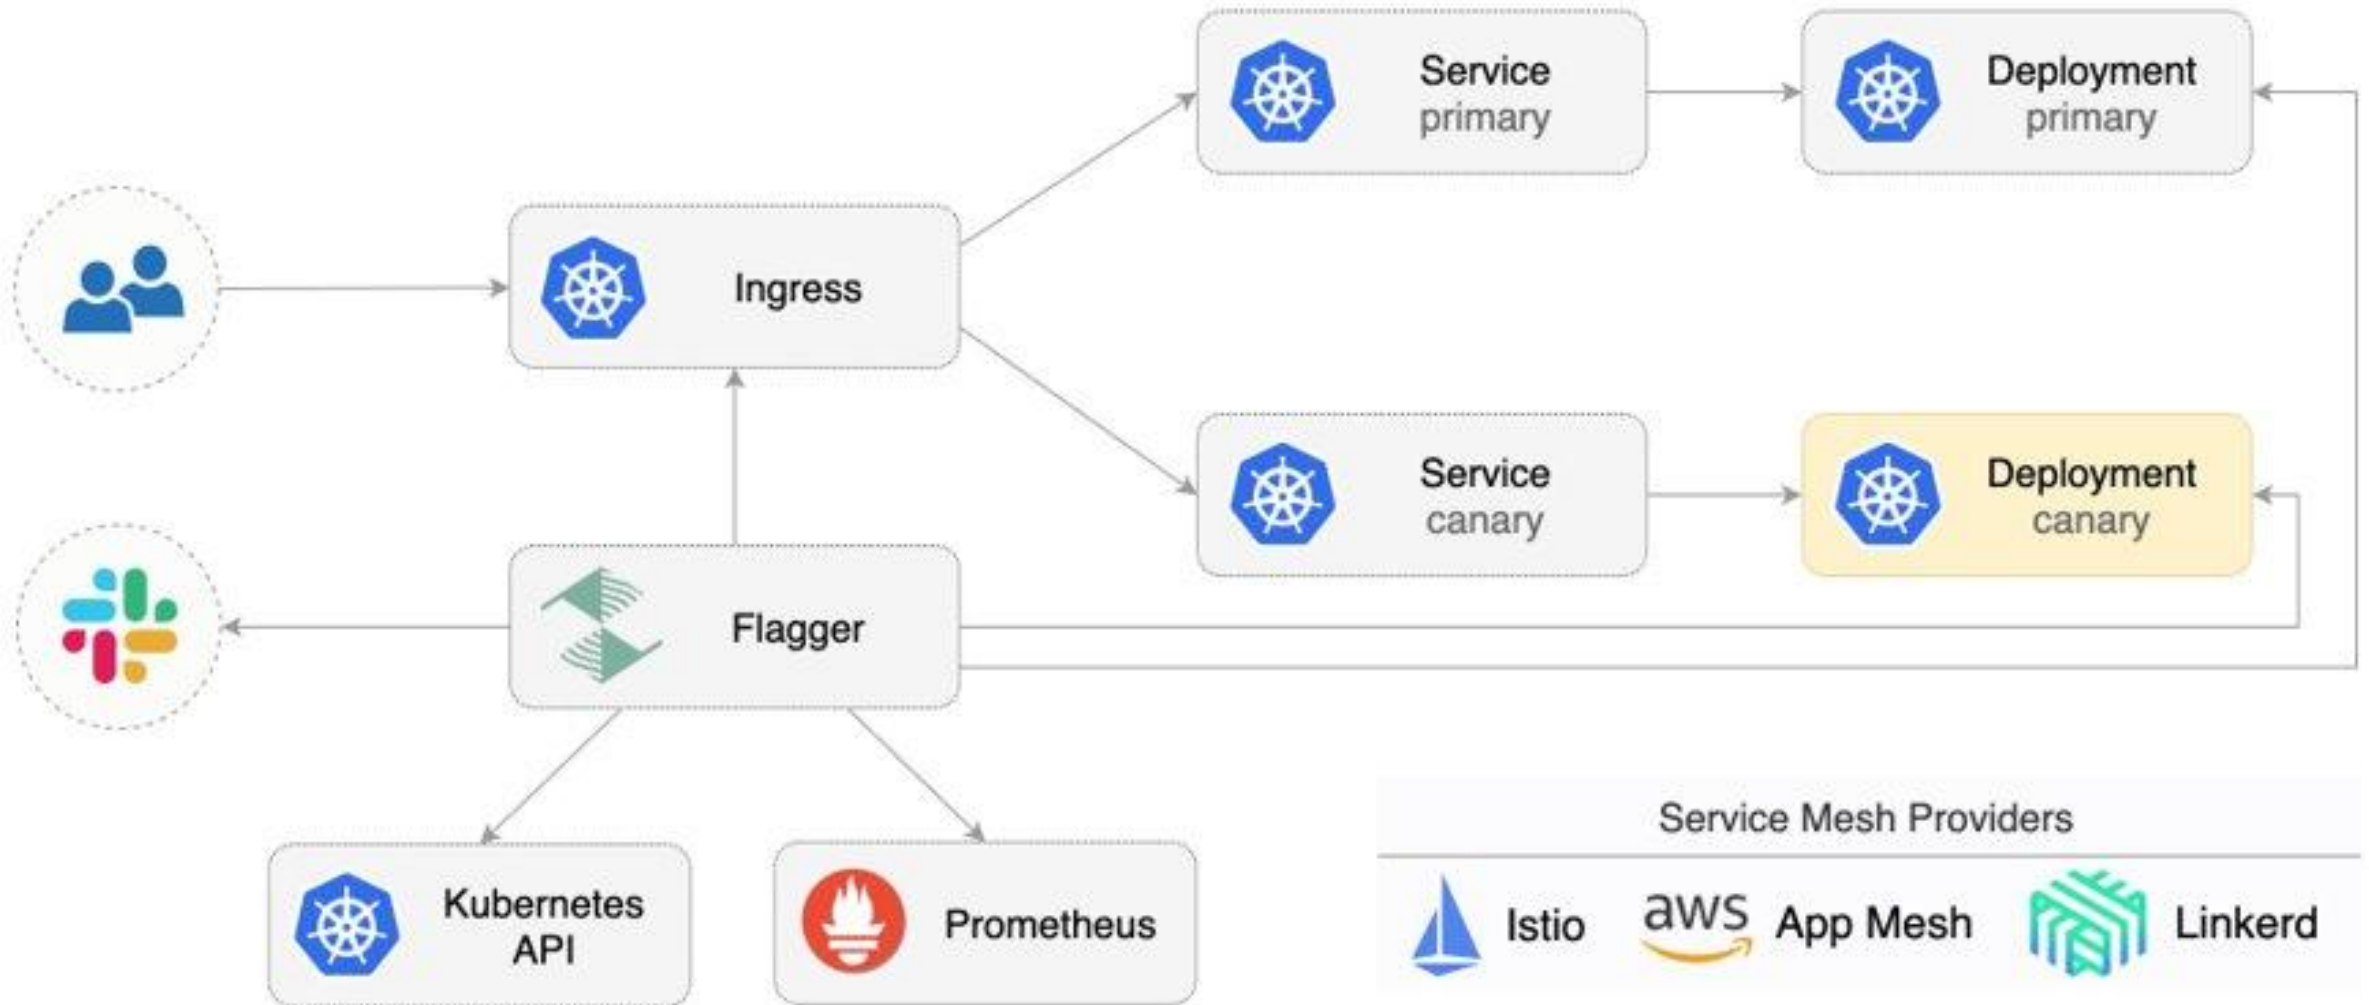 Service
primary
Deployment
primary
Ingress
Service
canary
Deployment
canary
Flagger
Kubernetes
API
Prometheus
Service Mesh Providers
Istio
aws
App Mesh
Linkerd